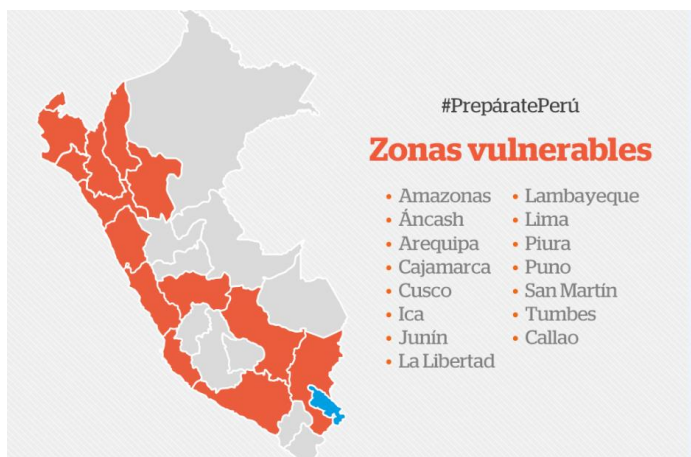 #PrepáratePerú
Zonas vulnerables
• Amazonas
• Áncash
• Arequipa
• Cajamarca
• Cusco
• Ica
• Junín
• La Libertad
• Lambayeque
• Lima
• Piura
• Puno
• San Martín
• Tumbes
• Callao